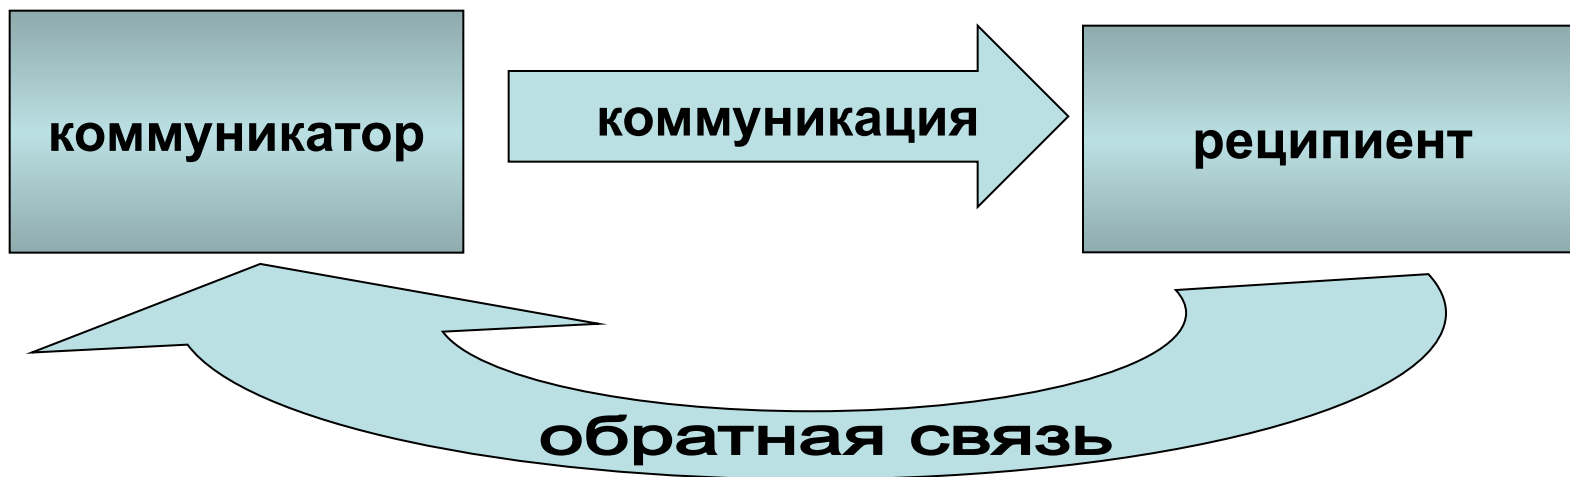 коммуникатор
коммуникация
реципиент
обратная связь